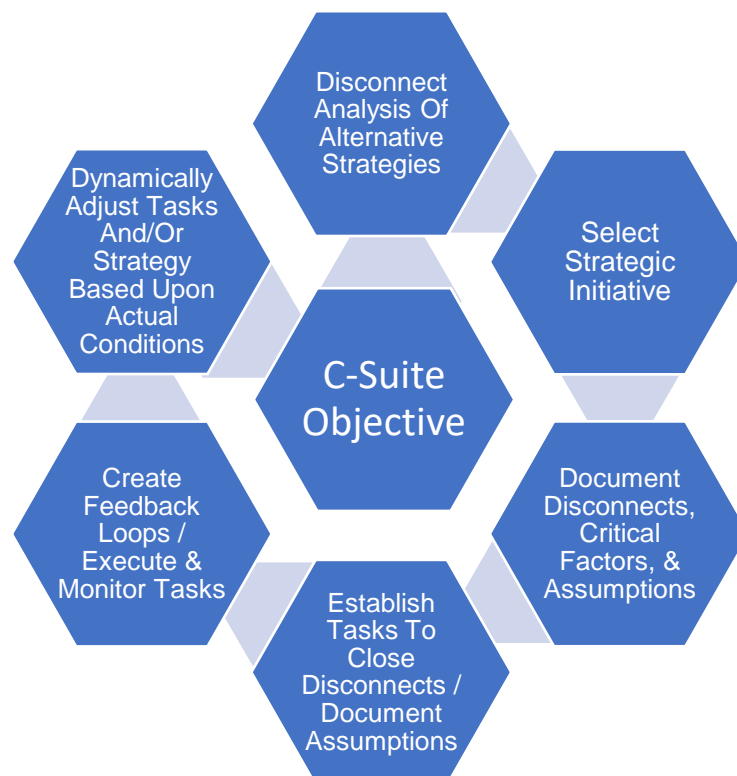 Disconnect
Analysis Of
Alternative
Strategies
Select
Strategic
Initiative
Document
Disconnects,
Critical
Factors, &
Assumptions
Establish
Tasks To
Close
Disconnects /
Document
Assumptions
Create
Feedback
Loops /
Execute &
Monitor Tasks
Dynamically
Adjust Tasks
And/Or
Strategy
Based Upon
Actual
Conditions
C-Suite
Objective